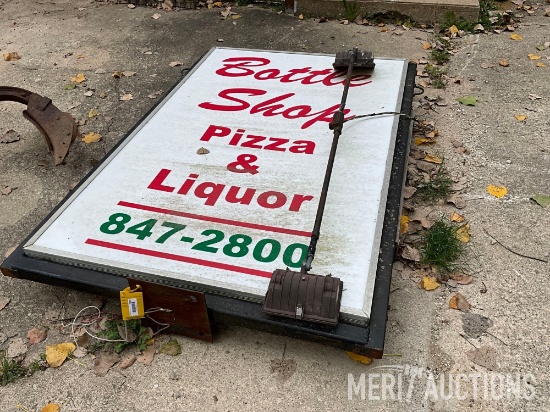 Bottle
Shop
Pizza
&
Liquor
847-2800
MERIT AUCTIONS